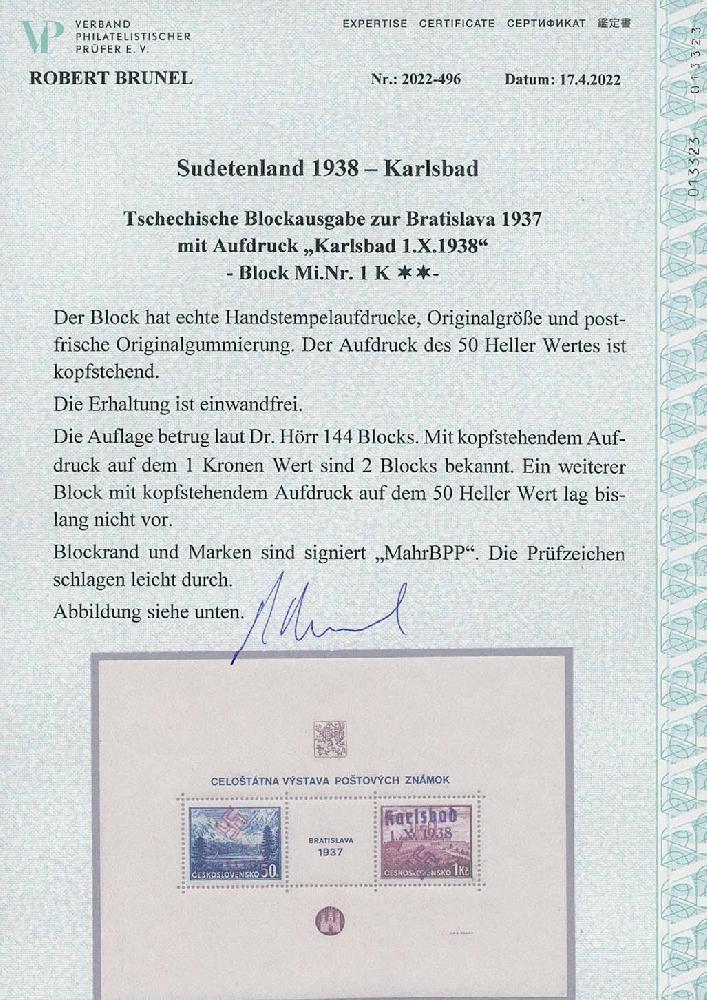 VP
VERBAND
PHILATELISTISCHER
PRÜFER E. V.
EXPERTISE CERTIFICATE СЕРТИФИКАТ 鑑定書
ROBERT BRUNEL
Nr.: 2022-496
Datum: 17.4.2022
013323
013323
Sudetenland 1938 – Karlsbad
Tschechische Blockausgabe zur Bratislava 1937
mit Aufdruck „Karlsbad 1.X.1938“
- Block Mi.Nr. 1 K ✶✶-
Der Block hat echte Handstempelaufdrucke, Originalgröße und post-
frische Originalgummierung. Der Aufdruck des 50 Heller Wertes ist
kopfstehend.
Die Erhaltung ist einwandfrei.
Die Auflage betrug laut Dr. Hörr 144 Blocks. Mit kopfstehendem Auf-
druck auf dem 1 Kronen Wert sind 2 Blocks bekannt. Ein weiterer
Block mit kopfstehendem Aufdruck auf dem 50 Heller Wert lag bis-
lang nicht vor.
Blockrand und Marken sind signiert „MahrBPP“. Die Prüfzeichen
schlagen leicht durch.
Abbildung siehe unten.
CELOŠTÁTNA VÝSTAVA POŠTOVÝCH ZNÁMOK
ČESKOSLOVENSKO 50
BRATISLAVA
1937
Karlsbad
1.X.1938
ČESKOSLOVENSKO 1Kč